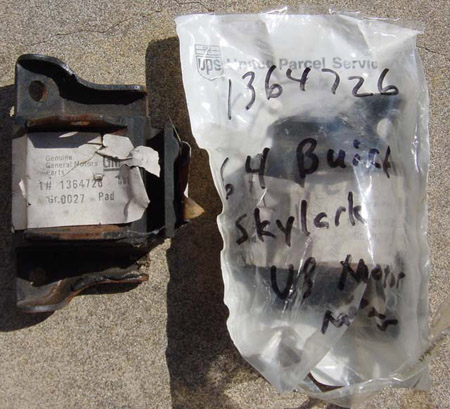 Genuine
General Motors
Parts
GM
1# 1364726
Gr.0027 Pad
ups United Parcel Service
1364726
64 Buick
Skylark
V8 Motor